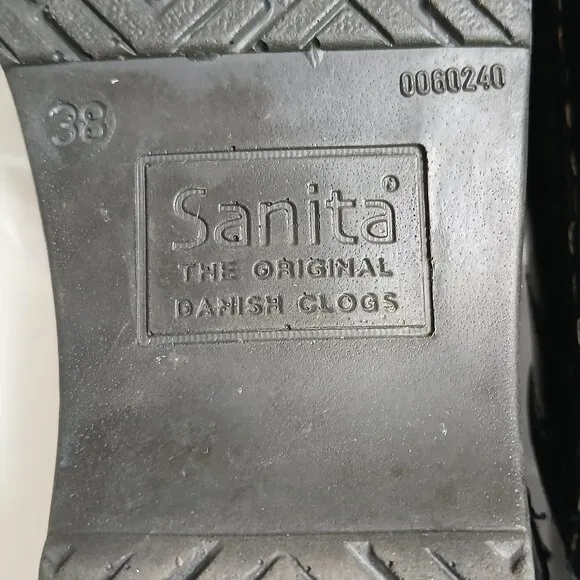 0060240
38
Sanita®
THE ORIGINAL
DANISH CLOGS